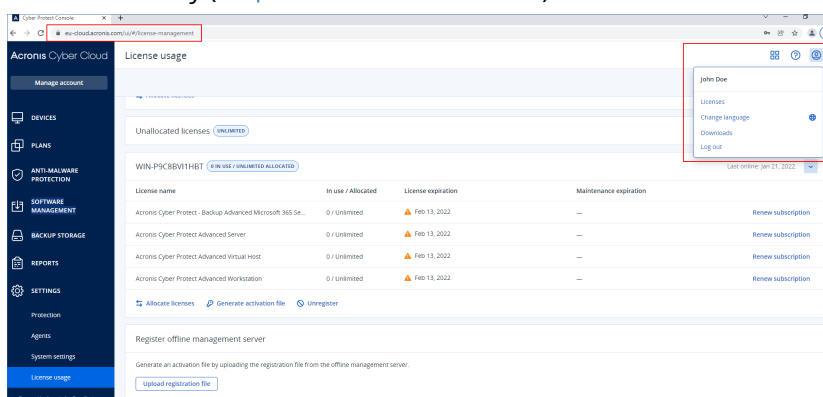 Cyber Protect Console
eu-cloud.acronis.com/ui/#/license-management
Acronis Cyber Cloud
License usage
Manage account
John Doe
Licenses
Change language
Downloads
Log out
DEVICES
PLANS
ANTI-MALWARE
PROTECTION
SOFTWARE
MANAGEMENT
BACKUP STORAGE
REPORTS
SETTINGS
Protection
Agents
System settings
License usage
Unallocated licenses UNLIMITED
WIN-P9C8BVI1HBT 0 IN USE / UNLIMITED ALLOCATED
Last online: Jan 21, 2022
License name In use / Allocated License expiration Maintenance expiration
Acronis Cyber Protect - Backup Advanced Microsoft 365 Se... 0 / Unlimited Feb 13, 2022 — Renew subscription
Acronis Cyber Protect Advanced Server 0 / Unlimited Feb 13, 2022 — Renew subscription
Acronis Cyber Protect Advanced Virtual Host 0 / Unlimited Feb 13, 2022 — Renew subscription
Acronis Cyber Protect Advanced Workstation 0 / Unlimited Feb 13, 2022 — Renew subscription
Allocate licenses Generate activation file Unregister
Register offline management server
Generate an activation file by uploading the registration file from the offline management server.
Upload registration file